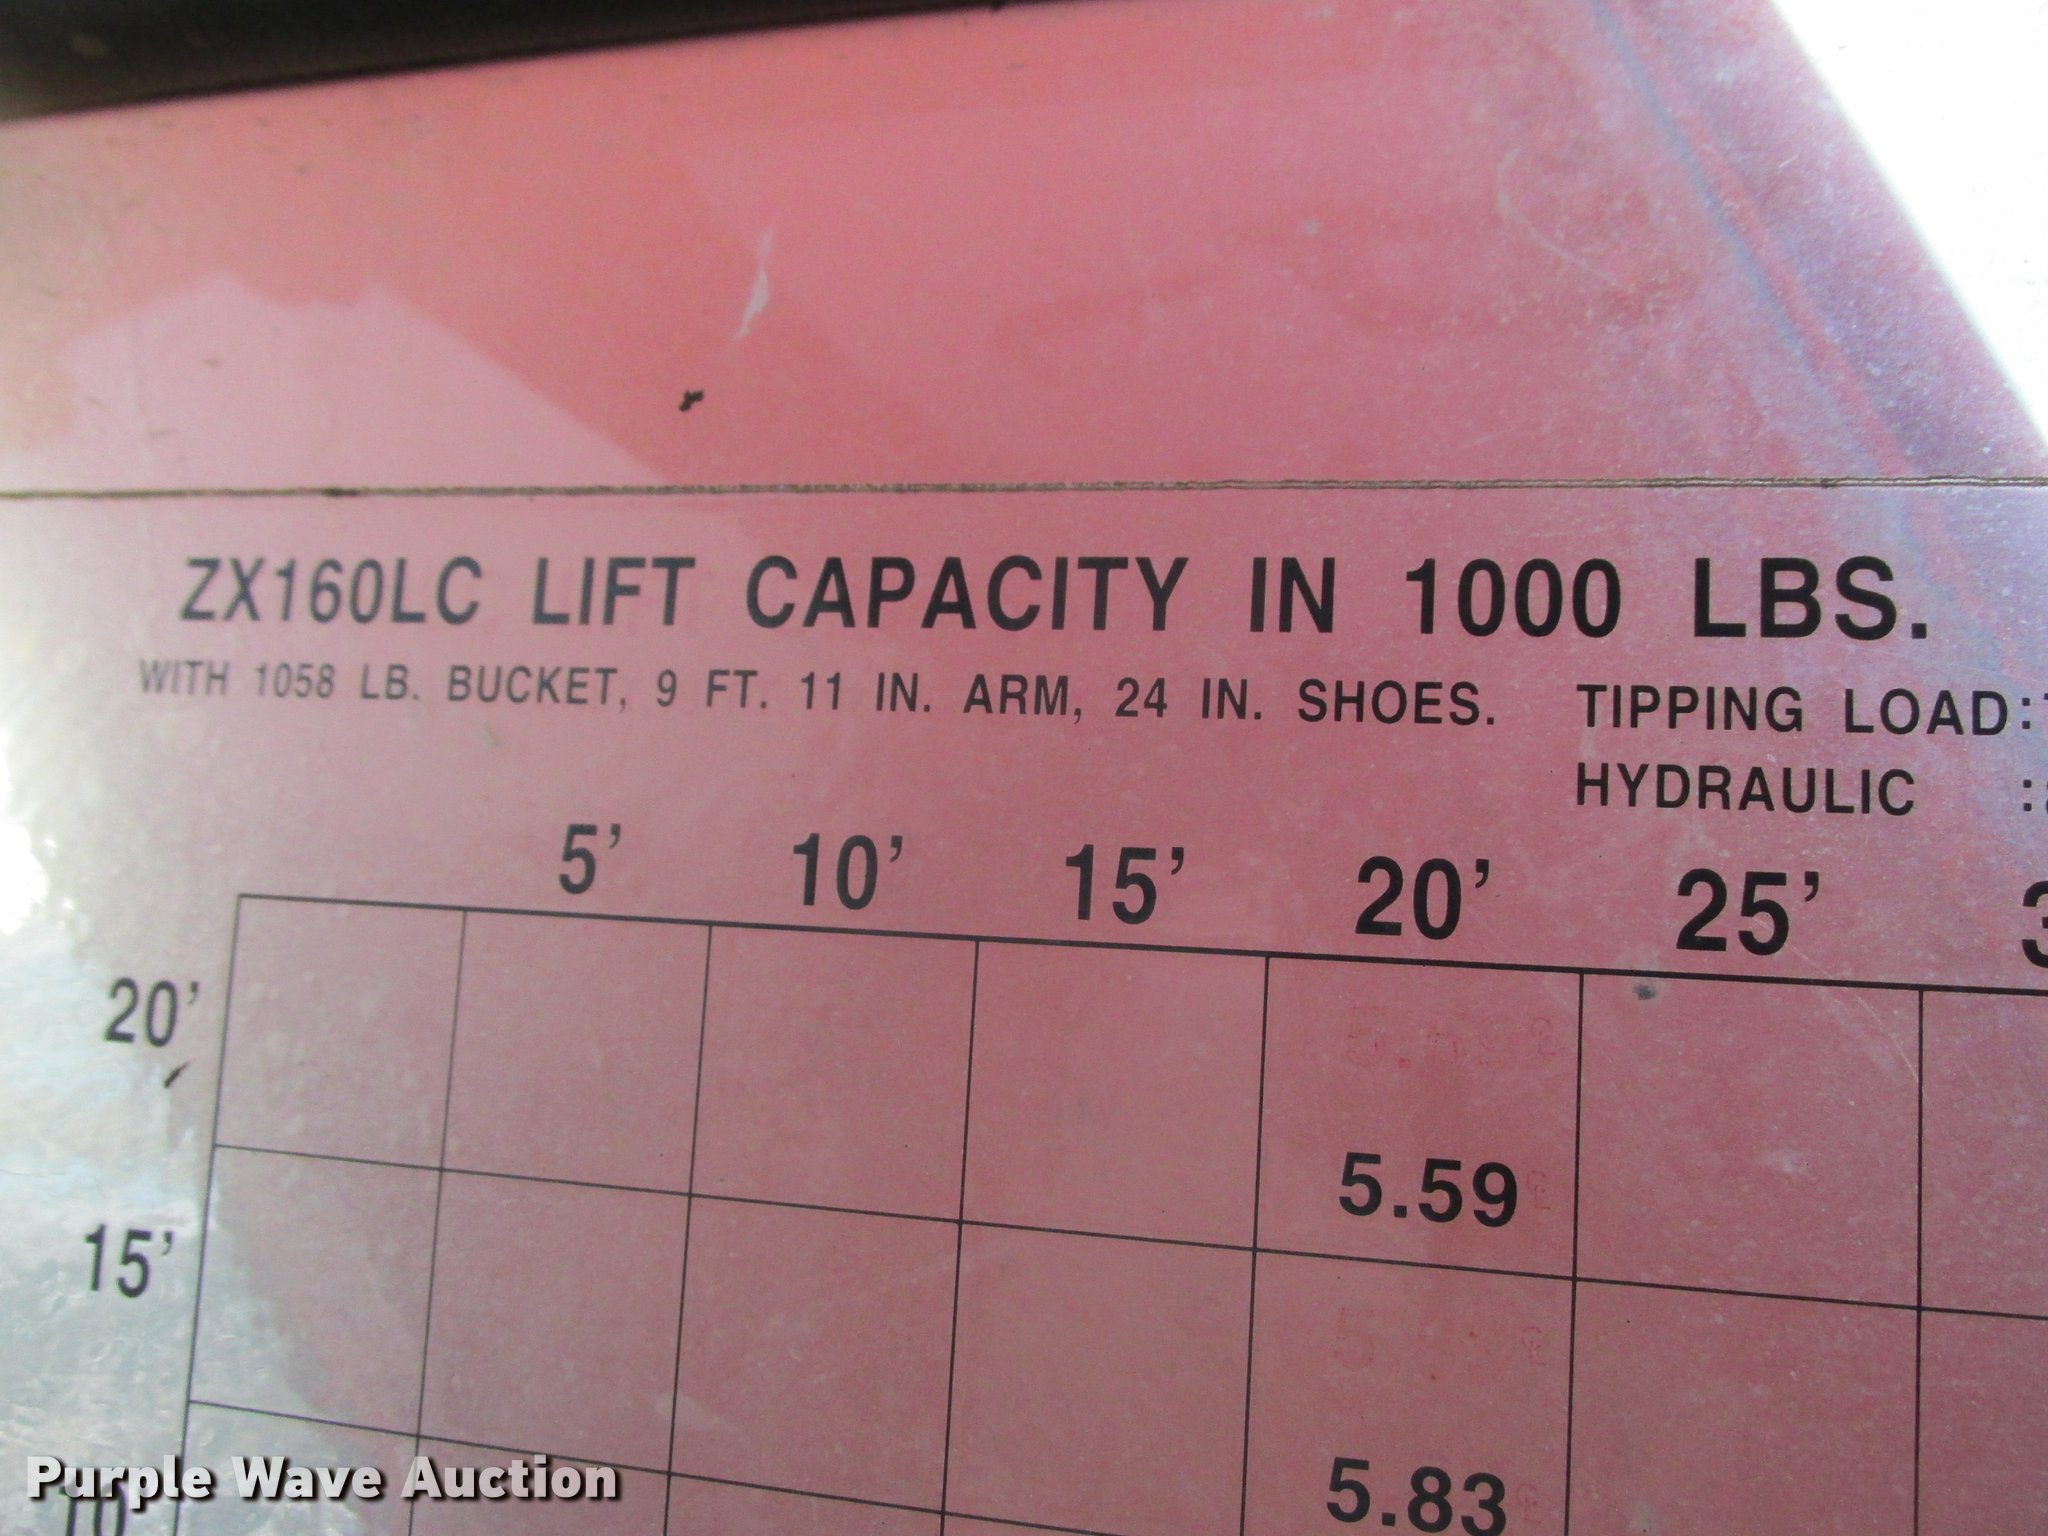 ZX160LC LIFT CAPACITY IN 1000 LBS.
WITH 1058 LB. BUCKET, 9 FT. 11 IN. ARM, 24 IN. SHOES. TIPPING LOAD:
HYDRAULIC :
5' 10' 15' 20' 25'
20'
5.59
15'
5.83
10'
Purple Wave Auction